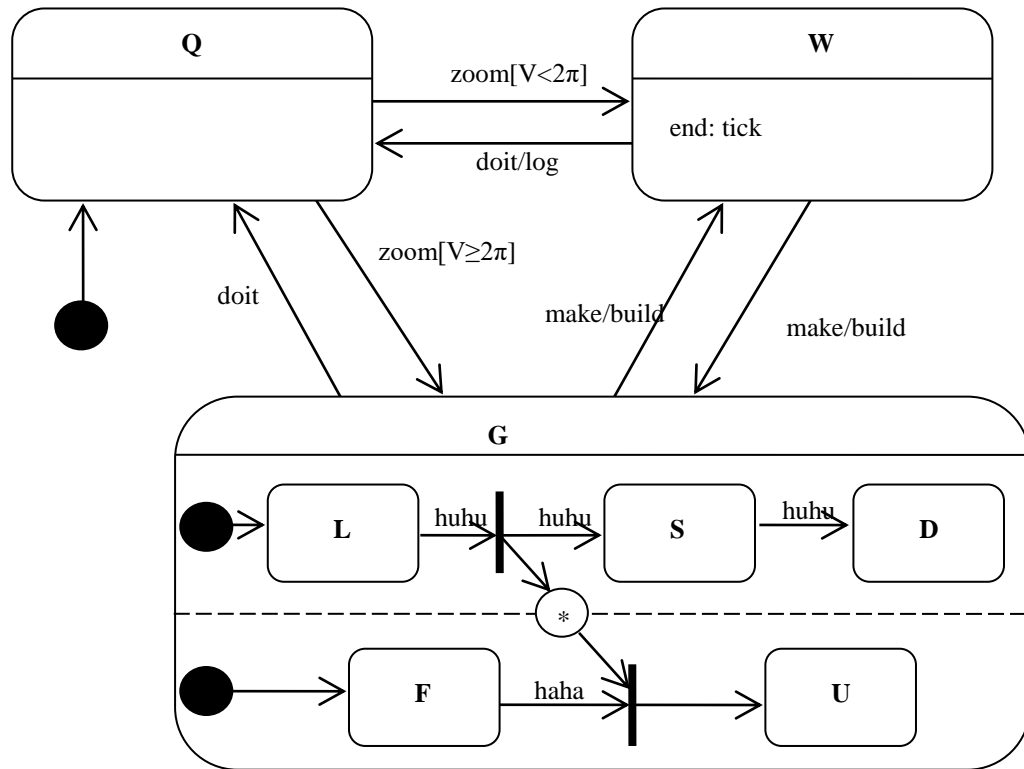 Q
W
zoom[V<2π]
end: tick
doit/log
zoom[V≥2π]
doit
make/build
make/build
G
L
huhu
huhu
S
huhu
D
*
F
haha
U